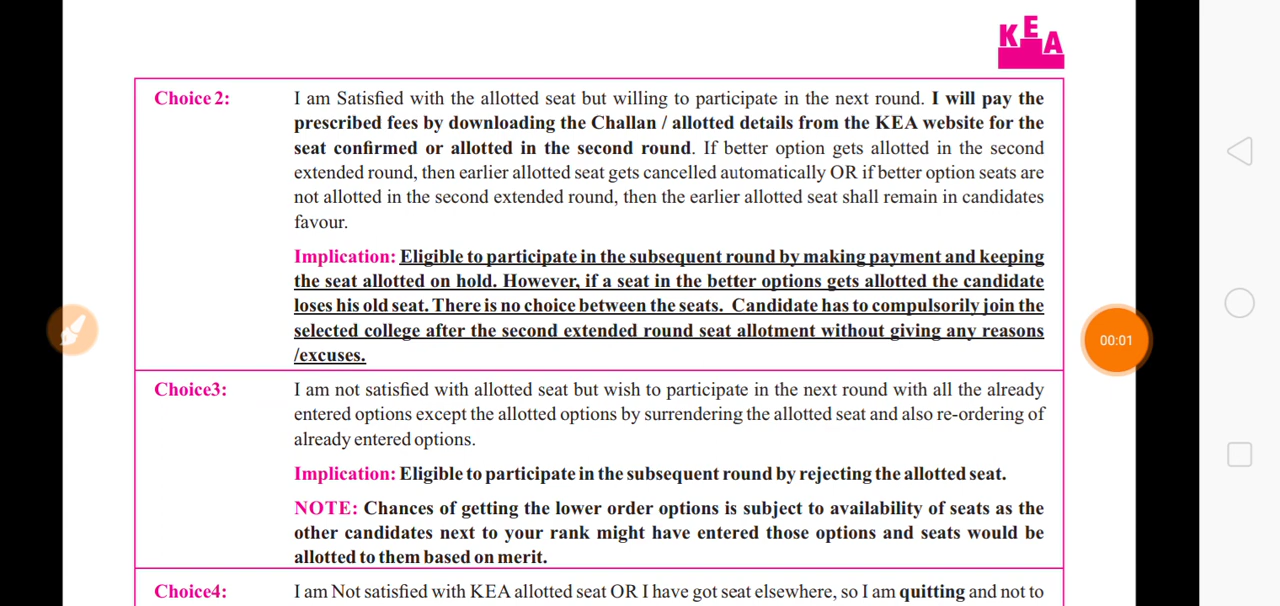 KEA
Choice 2:
I am Satisfied with the allotted seat but willing to participate in the next round. I will pay the
prescribed fees by downloading the Challan / allotted details from the KEA website for the
seat confirmed or allotted in the second round. If better option gets allotted in the second
extended round, then earlier allotted seat gets cancelled automatically OR if better option seats are
not allotted in the second extended round, then the earlier allotted seat shall remain in candidates
favour.
Implication: Eligible to participate in the subsequent round by making payment and keeping
the seat allotted on hold. However, if a seat in the better options gets allotted the candidate
loses his old seat. There is no choice between the seats. Candidate has to compulsorily join the
selected college after the second extended round seat allotment without giving any reasons
/excuses.
00:01
Choice3:
I am not satisfied with allotted seat but wish to participate in the next round with all the already
entered options except the allotted options by surrendering the allotted seat and also re-ordering of
already entered options.
Implication: Eligible to participate in the subsequent round by rejecting the allotted seat.
NOTE: Chances of getting the lower order options is subject to availability of seats as the
other candidates next to your rank might have entered those options and seats would be
allotted to them based on merit.
Choice4:
I am Not satisfied with KEA allotted seat OR I have got seat elsewhere, so I am quitting and not to